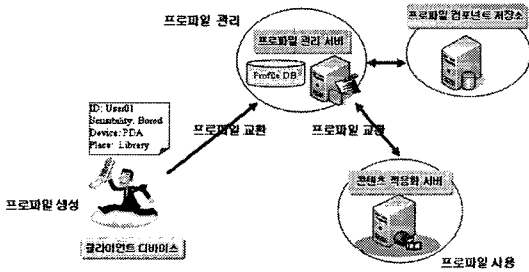 프로파일 관리
프로파일 관리 서버
Profile DB
프로파일 컴포넌트 저장소
ID: User01
Sensibility: Bored
Device: PDA
Place: Library
프로파일 교환
프로파일 교환
프로파일 생성
클라이언트 디바이스
콘텐츠 적응화 서버
프로파일 사용